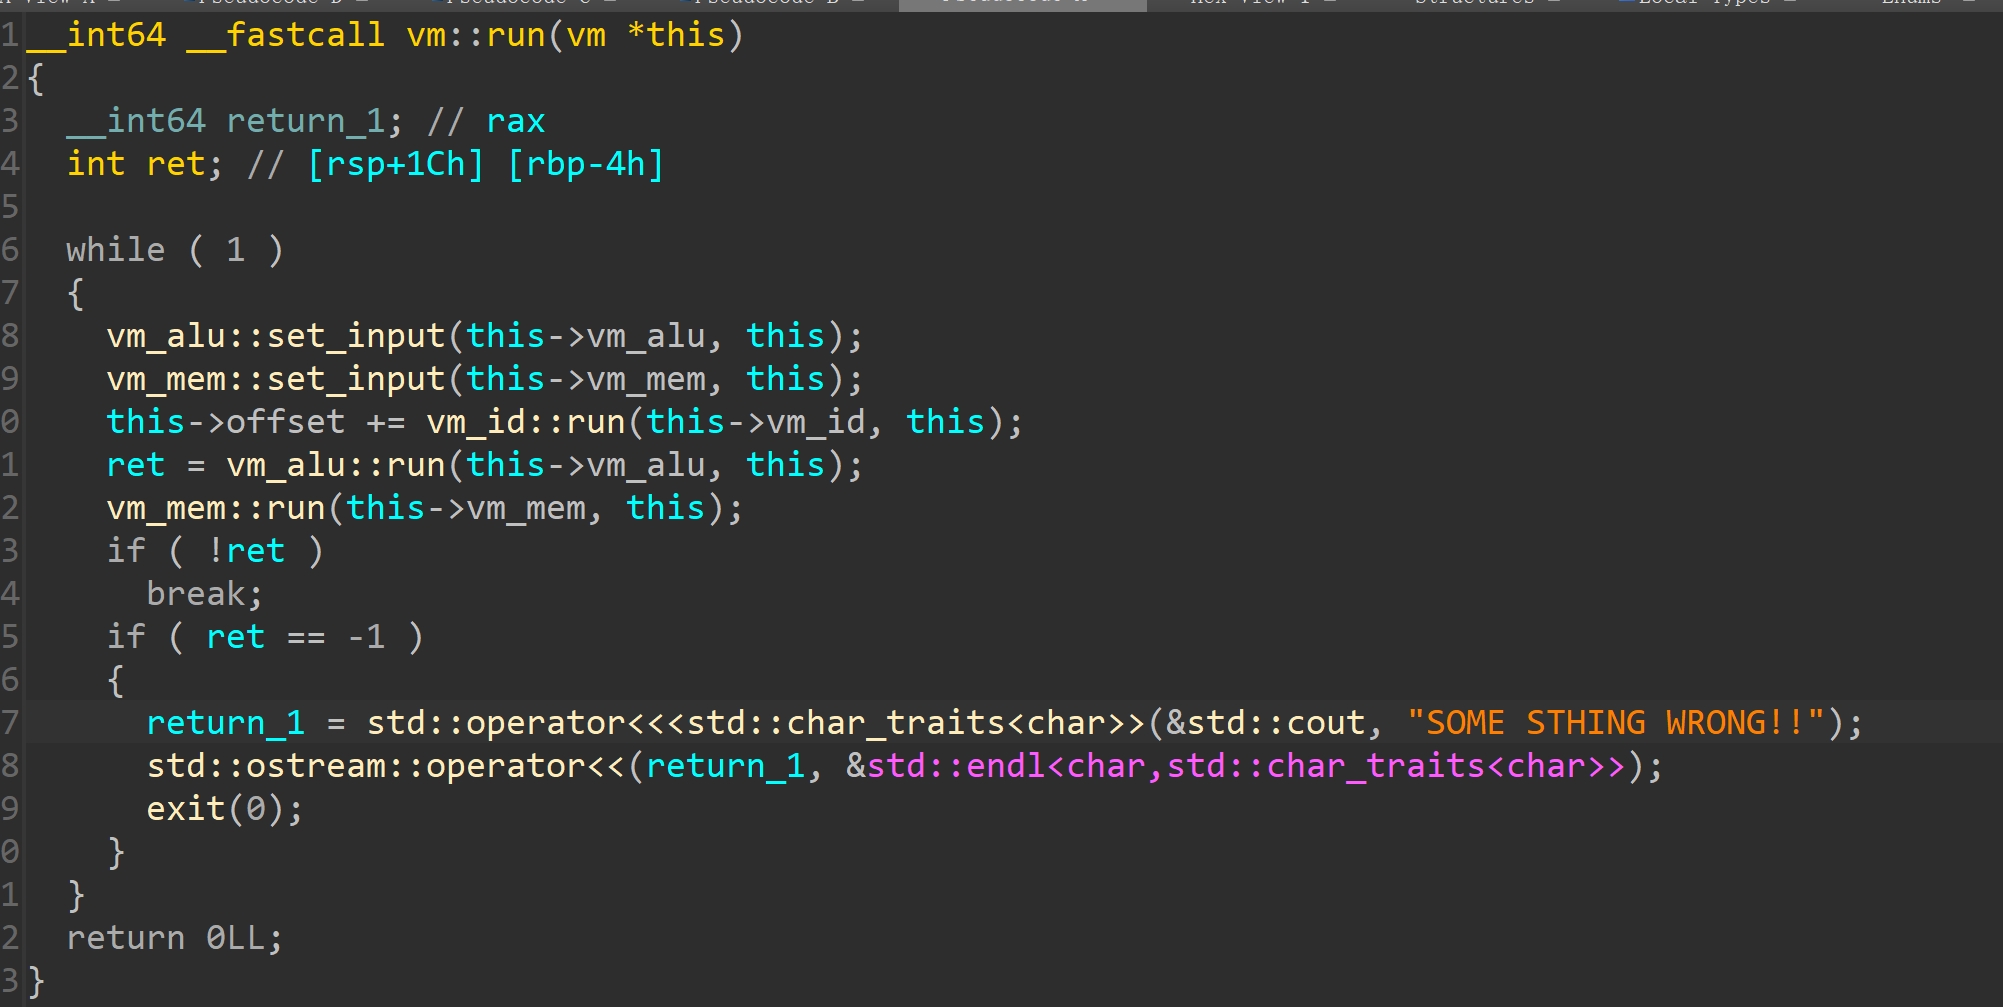 1 __int64 __fastcall vm::run(vm *this)
2 {
3   __int64 return_1; // rax
4   int ret; // [rsp+1Ch] [rbp-4h]
5
6   while ( 1 )
7   {
8     vm_alu::set_input(this->vm_alu, this);
9     vm_mem::set_input(this->vm_mem, this);
0     this->offset += vm_id::run(this->vm_id, this);
1     ret = vm_alu::run(this->vm_alu, this);
2     vm_mem::run(this->vm_mem, this);
3     if ( !ret )
4       break;
5     if ( ret == -1 )
6     {
7       return_1 = std::operator<<<std::char_traits<char>>(&std::cout, "SOME STHING WRONG!!");
8       std::ostream::operator<<(return_1, &std::endl<char,std::char_traits<char>>);
9       exit(0);
0     }
1   }
2   return 0LL;
3 }